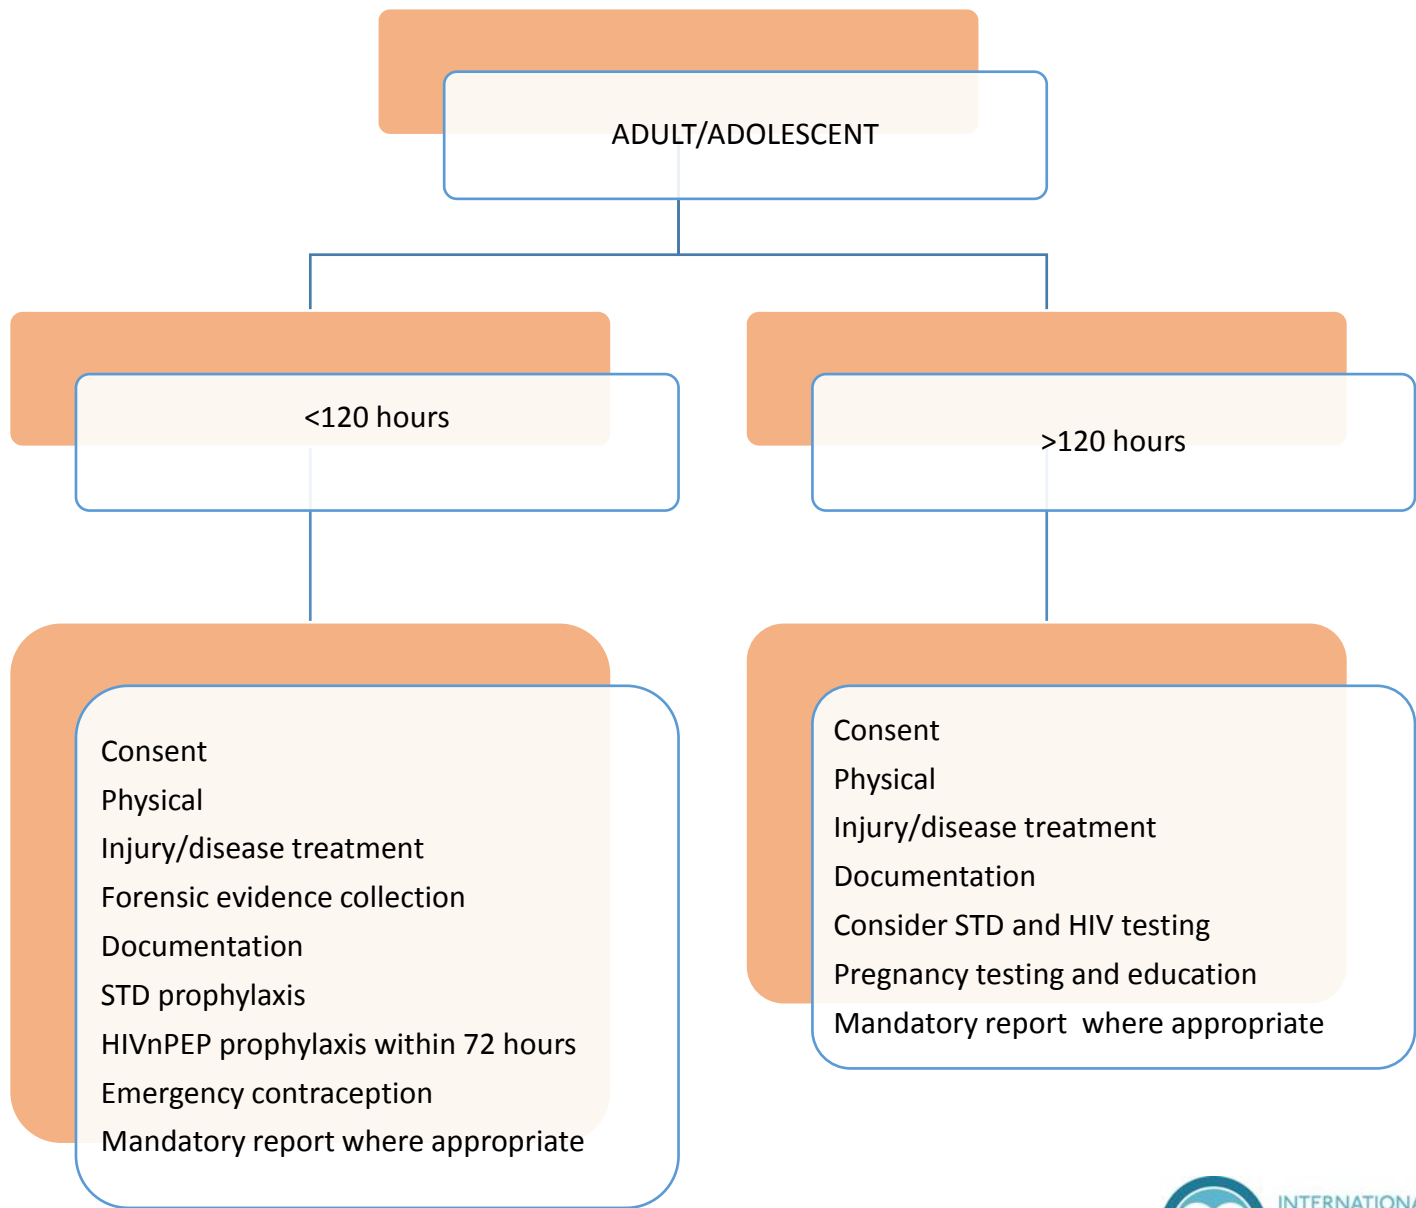 ADULT/ADOLESCENT
<120 hours
>120 hours
Consent
Physical
Injury/disease treatment
Forensic evidence collection
Documentation
STD prophylaxis
HIVnPEP prophylaxis within 72 hours
Emergency contraception
Mandatory report where appropriate
Consent
Physical
Injury/disease treatment
Documentation
Consider STD and HIV testing
Pregnancy testing and education
Mandatory report  where appropriate